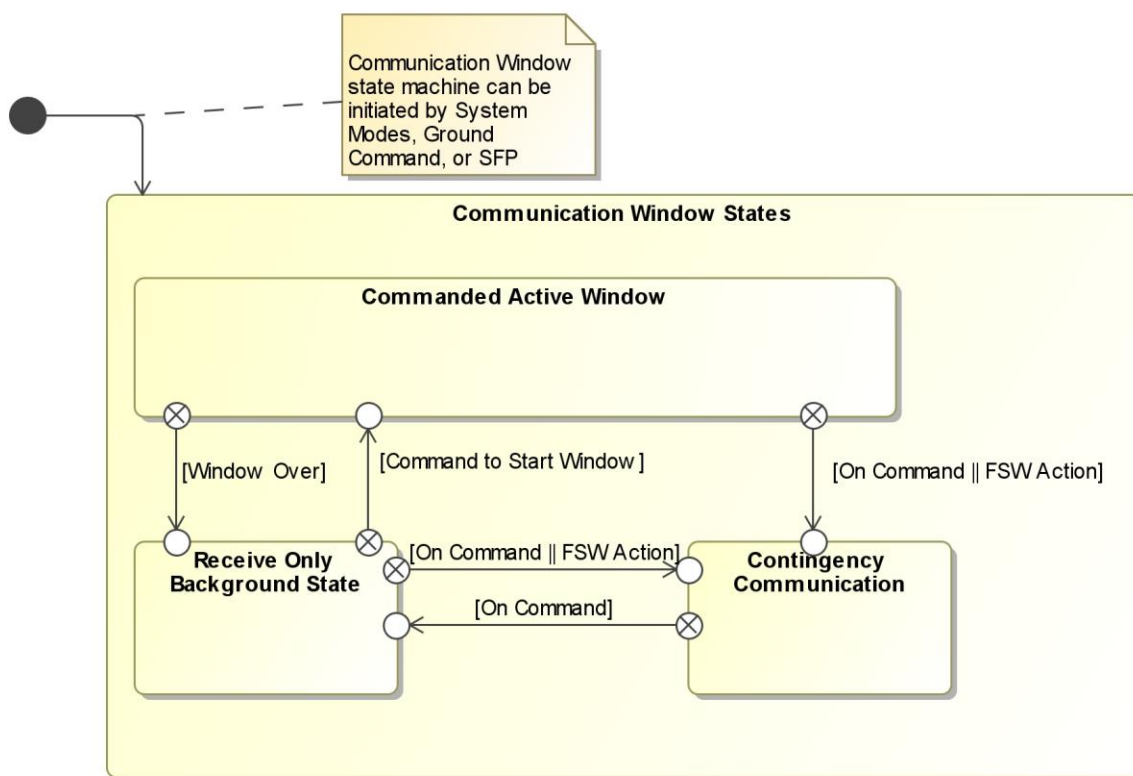 Communication Window
state machine can be
initiated by System
Modes, Ground
Command, or SFP
Communication Window States
Commanded Active Window
[Window Over]
[Command to Start Window]
[On Command || FSW Action]
Receive Only
Background State
[On Command || FSW Action]
Contingency
Communication
[On Command]